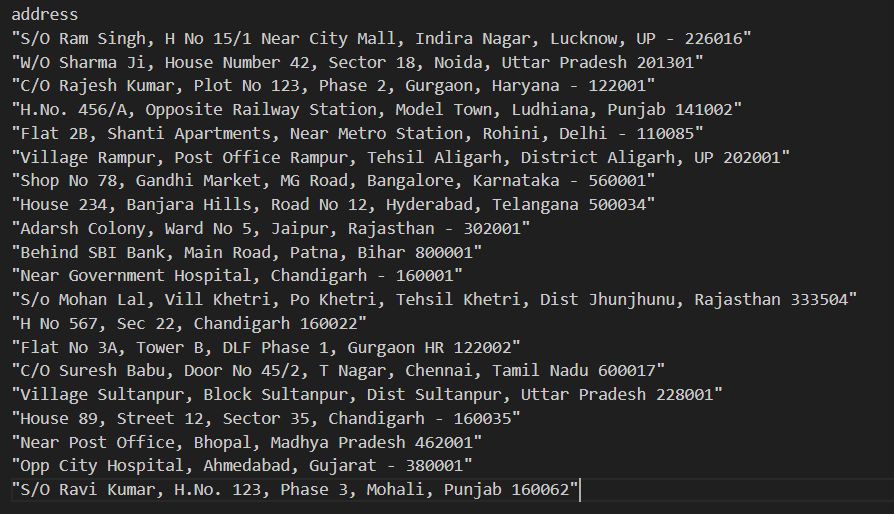 address
"S/O Ram Singh, H No 15/1 Near City Mall, Indira Nagar, Lucknow, UP - 226016"
"W/O Sharma Ji, House Number 42, Sector 18, Noida, Uttar Pradesh 201301"
"C/O Rajesh Kumar, Plot No 123, Phase 2, Gurgaon, Haryana - 122001"
"H.No. 456/A, Opposite Railway Station, Model Town, Ludhiana, Punjab 141002"
"Flat 2B, Shanti Apartments, Near Metro Station, Rohini, Delhi - 110085"
"Village Rampur, Post Office Rampur, Tehsil Aligarh, District Aligarh, UP 202001"
"Shop No 78, Gandhi Market, MG Road, Bangalore, Karnataka - 560001"
"House 234, Banjara Hills, Road No 12, Hyderabad, Telangana 500034"
"Adarsh Colony, Ward No 5, Jaipur, Rajasthan - 302001"
"Behind SBI Bank, Main Road, Patna, Bihar 800001"
"Near Government Hospital, Chandigarh - 160001"
"S/o Mohan Lal, Vill Khetri, Po Khetri, Tehsil Khetri, Dist Jhunjhunu, Rajasthan 333504"
"H No 567, Sec 22, Chandigarh 160022"
"Flat No 3A, Tower B, DLF Phase 1, Gurgaon HR 122002"
"C/O Suresh Babu, Door No 45/2, T Nagar, Chennai, Tamil Nadu 600017"
"Village Sultanpur, Block Sultanpur, Dist Sultanpur, Uttar Pradesh 228001"
"House 89, Street 12, Sector 35, Chandigarh - 160035"
"Near Post Office, Bhopal, Madhya Pradesh 462001"
"Opp City Hospital, Ahmedabad, Gujarat - 380001"
"S/O Ravi Kumar, H.No. 123, Phase 3, Mohali, Punjab 160062"